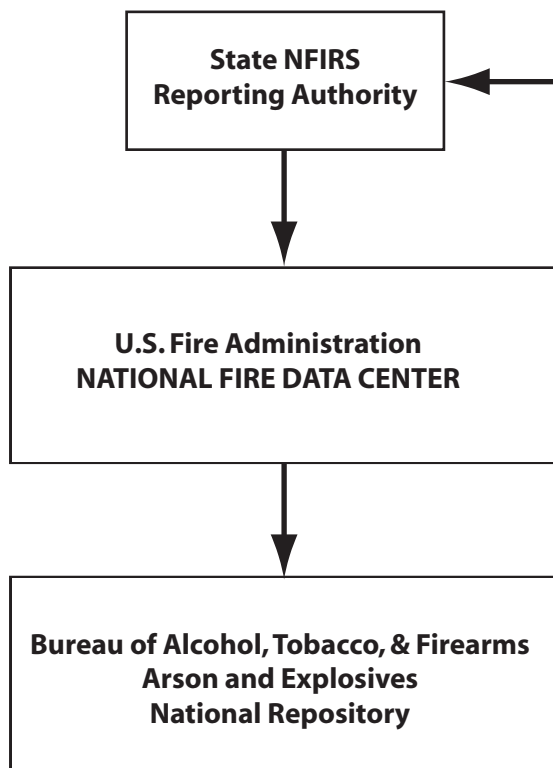 State NFIRS
Reporting Authority
U.S. Fire Administration
NATIONAL FIRE DATA CENTER
Bureau of Alcohol, Tobacco, & Firearms
Arson and Explosives
National Repository